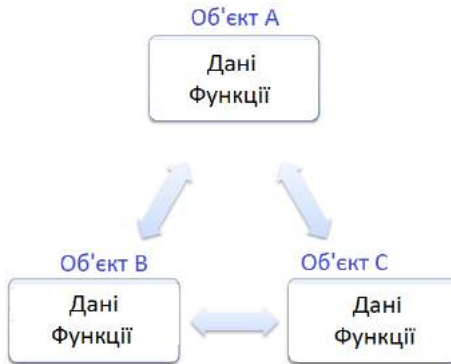 Об'єкт A
Дані
Функції
Об'єкт B
Дані
Функції
Об'єкт C
Дані
Функції